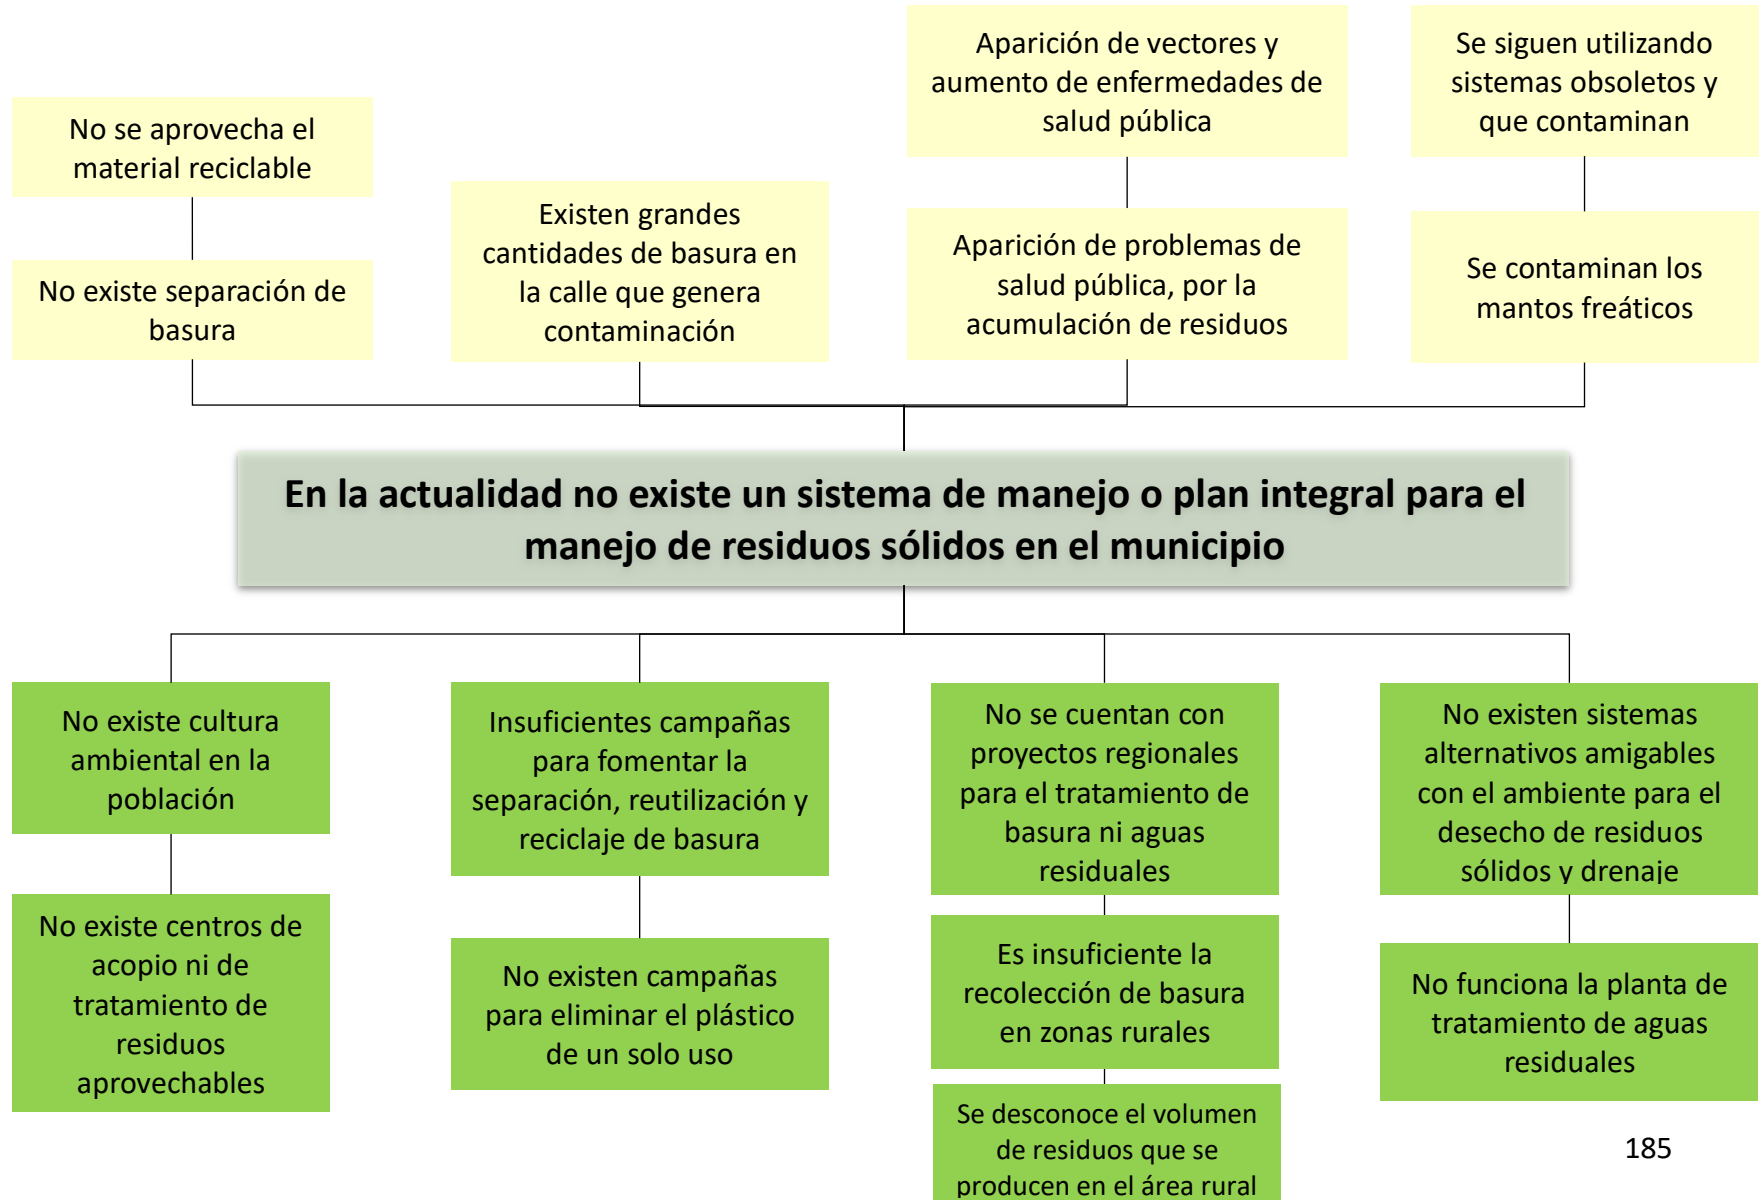 No se aprovecha el
material reciclable
No existe separación de
basura
Existen grandes
cantidades de basura en
la calle que genera
contaminación
Aparición de vectores y
aumento de enfermedades de
salud pública
Aparición de problemas de
salud pública, por la
acumulación de residuos
Se siguen utilizando
sistemas obsoletos y
que contaminan
Se contaminan los
mantos freáticos
En la actualidad no existe un sistema de manejo o plan integral para el
manejo de residuos sólidos en el municipio
No existe cultura
ambiental en la
población
No existe centros de
acopio ni de
tratamiento de
residuos
aprovechables
Insuficientes campañas
para fomentar la
separación, reutilización y
reciclaje de basura
No existen campañas
para eliminar el plástico
de un solo uso
No se cuentan con
proyectos regionales
para el tratamiento de
basura ni aguas
residuales
Es insuficiente la
recolección de basura
en zonas rurales
Se desconoce el volumen
de residuos que se
producen en el área rural
No existen sistemas
alternativos amigables
con el ambiente para el
desecho de residuos
sólidos y drenaje
No funciona la planta de
tratamiento de aguas
residuales
185